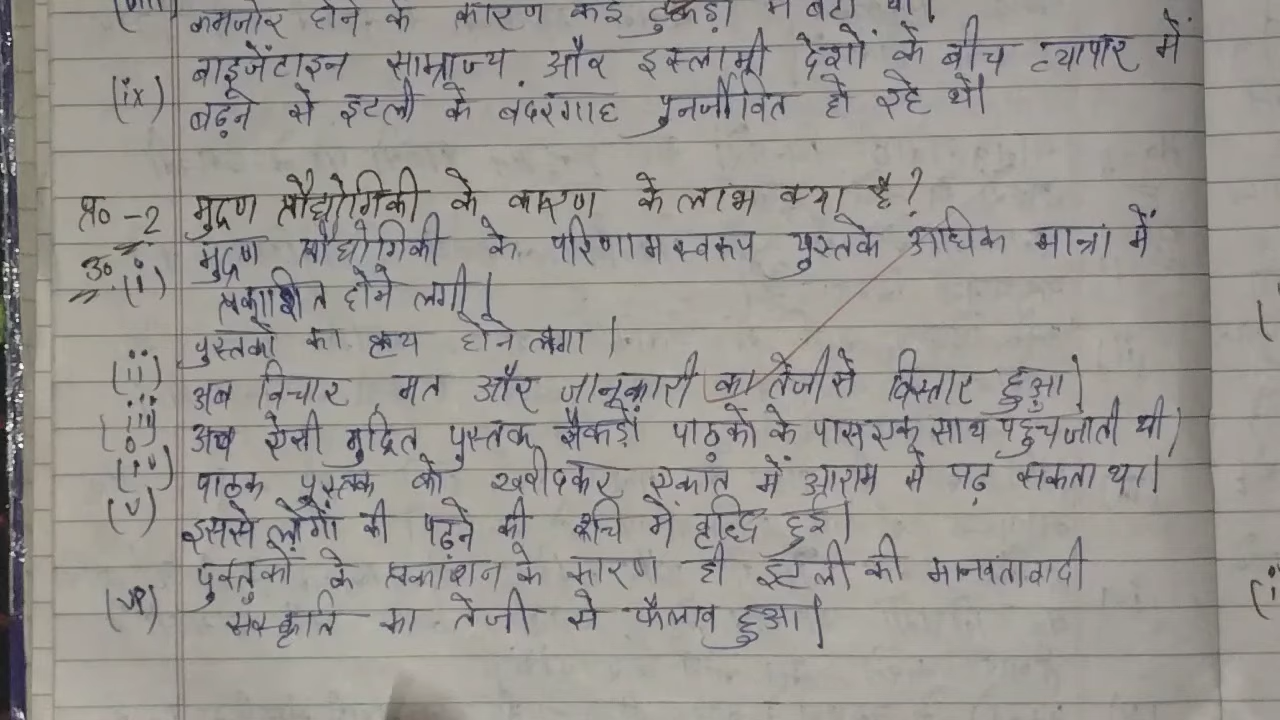 कमजोर होने के कारण कई टुकड़ों में बटा था।
बाइजेंटाइन साम्राज्य और इस्लामी देशों के बीच व्यापार में
(ix) बढ़ने से इटली के बंदरगाह पुनर्जीवित हो रहे थे।
प्र० -2 मुद्रण प्रौद्योगिकी के कारण के लाभ क्या है?
उ० (i) मुद्रण प्रौद्योगिकी के परिणामस्वरूप पुस्तके अधिक मात्रा में
प्रकाशित होने लगी।
(ii) पुस्तकों का क्रय होने लगा।
(iii) अब विचार, मत और जानकारी का तेजी से विस्तार हुआ।
(iv) अब ऐसी मुद्रित पुस्तक सैकड़ों पाठकों के पास एक साथ पहुच जाती थी।
(v) पाठक पुस्तक को खरीदकर एकांत में आराम से पढ़ सकता था।
इससे लोगों की पढ़ने की रुचि में वृद्धि हुई।
(vi) पुस्तकों के प्रकाशन के कारण ही इटली की मानवतावादी
संस्कृति का तेजी से फैलाव हुआ।